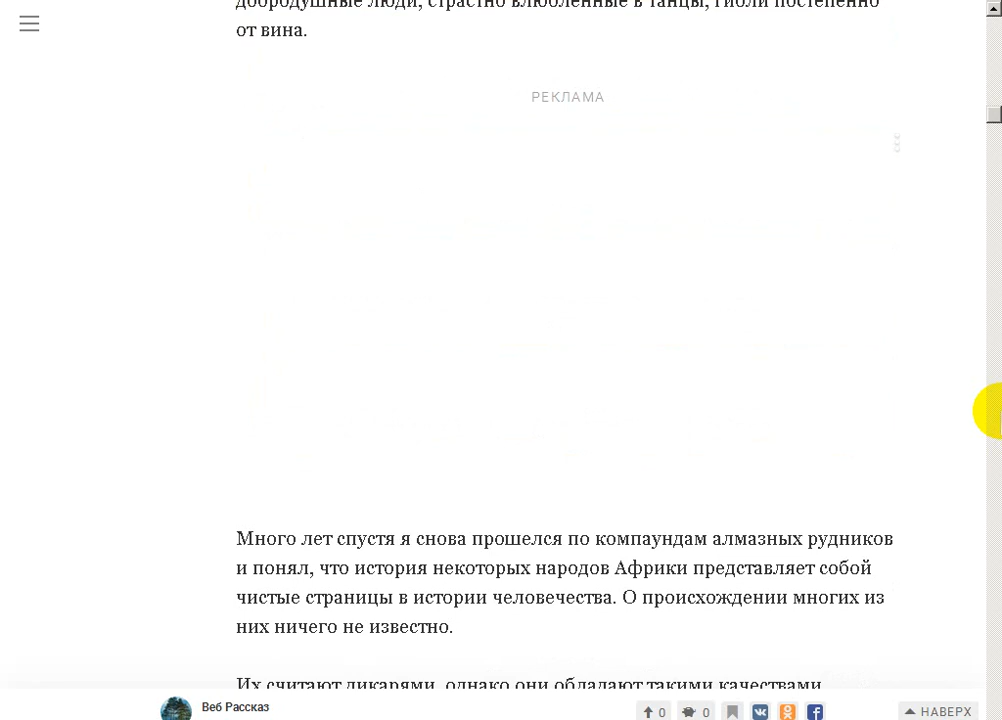 добродушные люди, страстно влюбленные в танцы, гибли постепенно
от вина.
РЕКЛАМА
Много лет спустя я снова прошелся по компаундам алмазных рудников
и понял, что история некоторых народов Африки представляет собой
чистые страницы в истории человечества. О происхождении многих из
них ничего не известно.
Их считают дикарями, однако они обладают такими качествами,
Веб Рассказ
0
0
НАВЕРХ